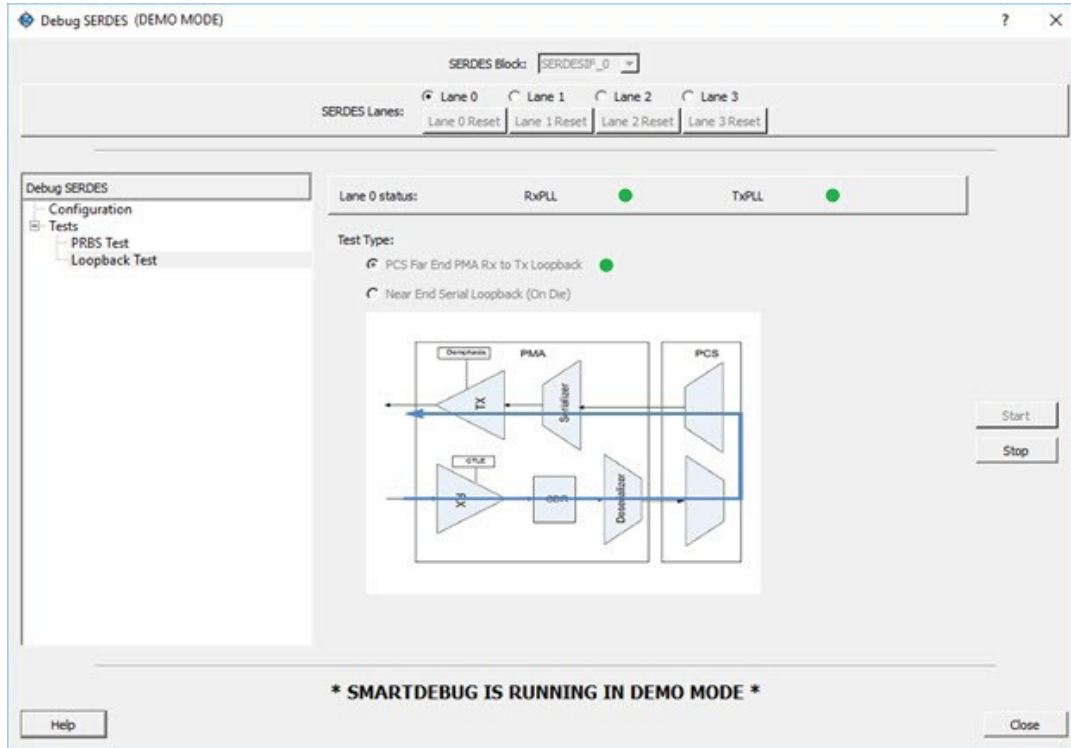 Debug SERDES (DEMO MODE)
SERDES Block: SERDESIF_0
SERDES Lanes:
Lane 0 Lane 1 Lane 2 Lane 3
Lane 0 Reset Lane 1 Reset Lane 2 Reset Lane 3 Reset
Debug SERDES
Configuration
Tests
PRBS Test
Loopback Test
Lane 0 status: RxPLL TxPLL
Test Type:
PCS Far End PMA Rx to Tx Loopback
Near End Serial Loopback (On Die)
PMA PCS
TX Serializer
CTLE
RX CDR Deserializer
Start
Stop
* SMARTDEBUG IS RUNNING IN DEMO MODE *
Help Close